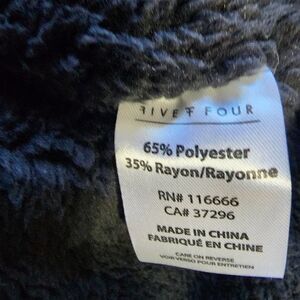 FIVE FOUR
65% Polyester
35% Rayon/Rayonne
RN# 116666
CA# 37296
MADE IN CHINA
FABRIQUÉ EN CHINE
CARE ON REVERSE
VOIR VERSO POUR ENTRETIEN